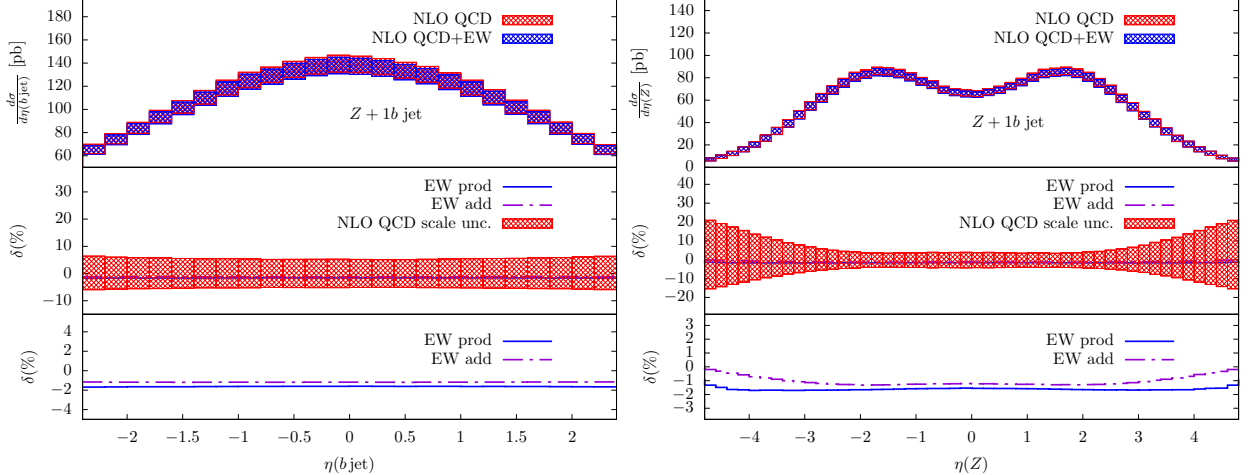 180
160
140
120
100
80
60
dσ/dη(b jet) [pb]
NLO QCD
NLO QCD+EW
Z + 1b jet
30
20
10
0
−10
δ(%)
EW prod
EW add
NLO QCD scale unc.
4
2
0
−2
−4
δ(%)
EW prod
EW add
−2 −1.5 −1 −0.5 0 0.5 1 1.5 2
η(b jet)
140
120
100
80
60
40
20
0
dσ/dη(Z) [pb]
NLO QCD
NLO QCD+EW
Z + 1b jet
40
30
20
10
0
−10
−20
δ(%)
EW prod
EW add
NLO QCD scale unc.
3
2
1
0
−1
−2
−3
δ(%)
EW prod
EW add
−4 −3 −2 −1 0 1 2 3 4
η(Z)